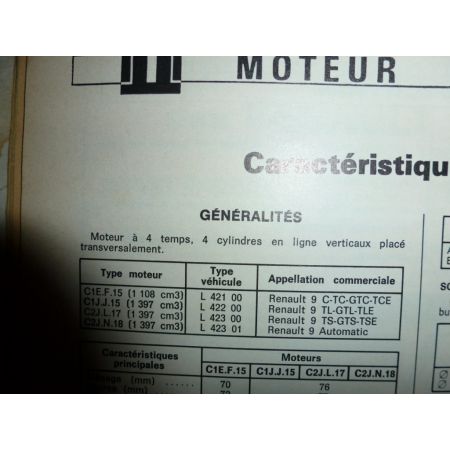 MOTEUR
Caractéristiqu
GÉNÉRALITÉS
Moteur à 4 temps, 4 cylindres en ligne verticaux placé
transversalement.
Type moteur Type véhicule Appellation commerciale
C1E.F.15 (1 108 cm3) L 421 00 Renault 9 C-TC-GTC-TCE
C1J.J.15 (1 397 cm3) L 422 00 Renault 9 TL-GTL-TLE
C2J.L.17 (1 397 cm3) L 423 00 Renault 9 TS-GTS-TSE
C2J.N.18 (1 397 cm3) L 423 01 Renault 9 Automatic
Caractéristiques principales Moteurs
C1E.F.15 C1J.J.15 C2J.L.17 C2J.N.18
(mm) ...... 70 76
(mm)
SO
bu